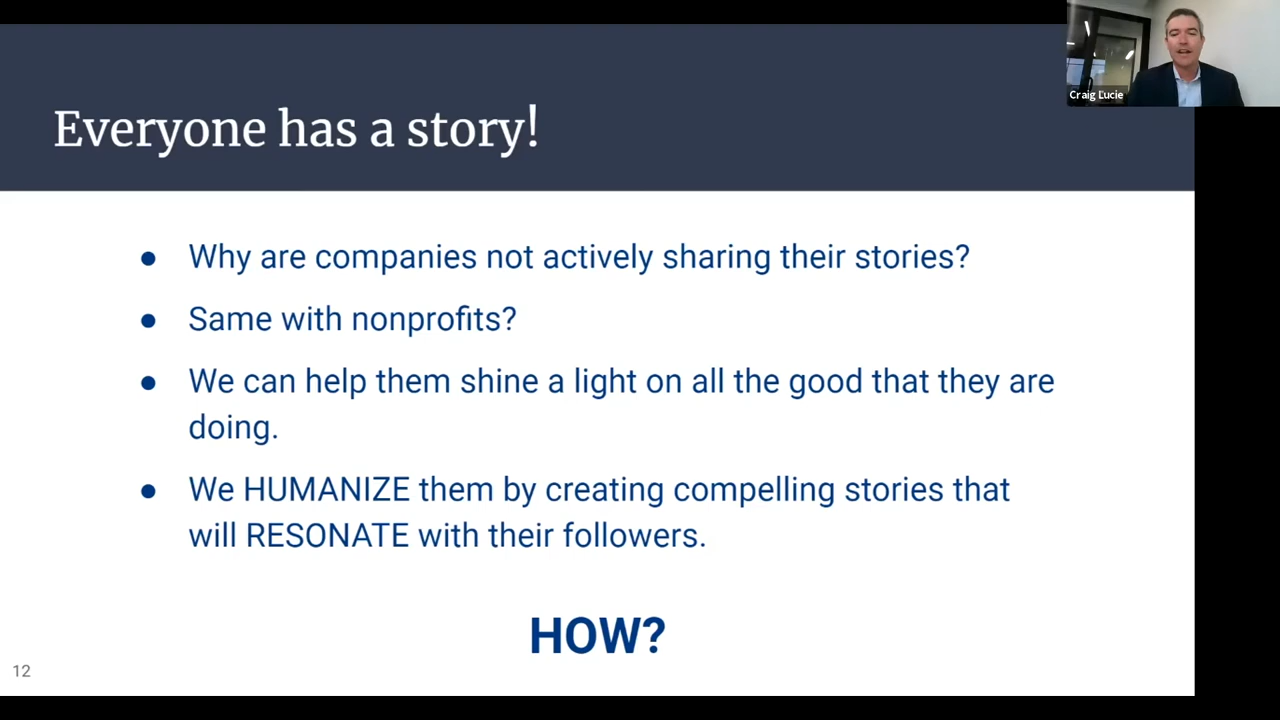 Craig Lucie
Everyone has a story!
● Why are companies not actively sharing their stories?
● Same with nonprofits?
● We can help them shine a light on all the good that they are
doing.
● We HUMANIZE them by creating compelling stories that
will RESONATE with their followers.
HOW?
12